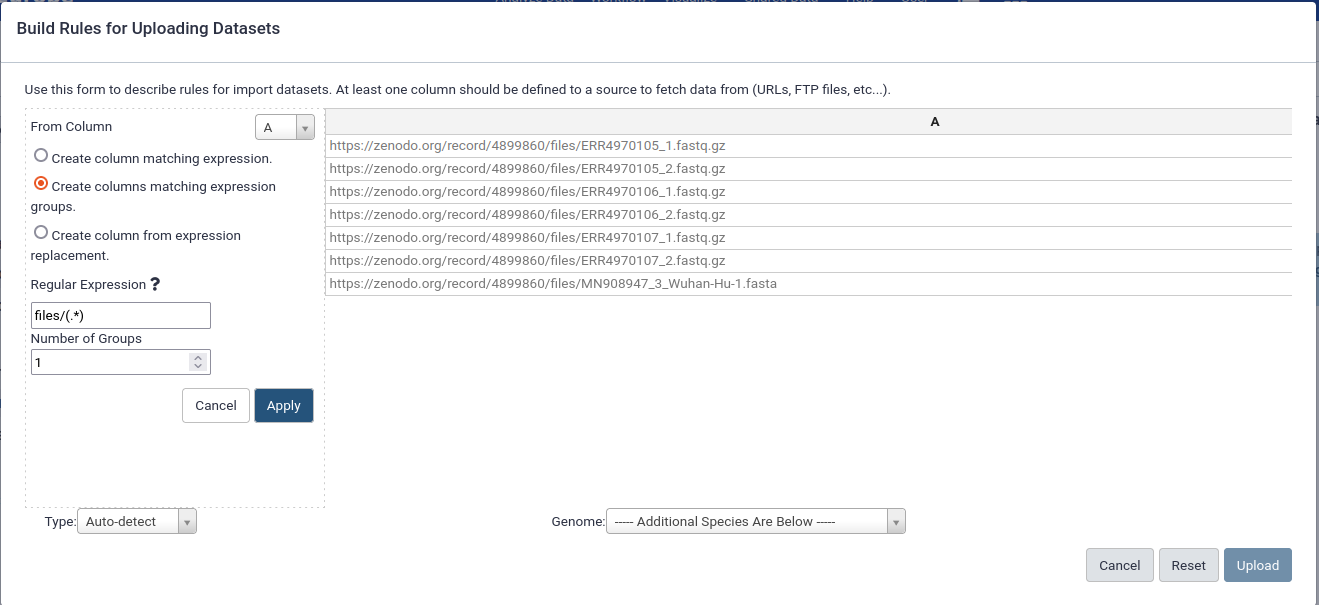 Build Rules for Uploading Datasets
Use this form to describe rules for import datasets. At least one column should be defined to a source to fetch data from (URLs, FTP files, etc...).
From Column A
Create column matching expression.
Create columns matching expression
groups.
Create column from expression
replacement.
Regular Expression ?
files/(.*)
Number of Groups
1
Cancel Apply
A
https://zenodo.org/record/4899860/files/ERR4970105_1.fastq.gz
https://zenodo.org/record/4899860/files/ERR4970105_2.fastq.gz
https://zenodo.org/record/4899860/files/ERR4970106_1.fastq.gz
https://zenodo.org/record/4899860/files/ERR4970106_2.fastq.gz
https://zenodo.org/record/4899860/files/ERR4970107_1.fastq.gz
https://zenodo.org/record/4899860/files/ERR4970107_2.fastq.gz
https://zenodo.org/record/4899860/files/MN908947_3_Wuhan-Hu-1.fasta
Type: Auto-detect Genome: ----- Additional Species Are Below -----
Cancel Reset Upload